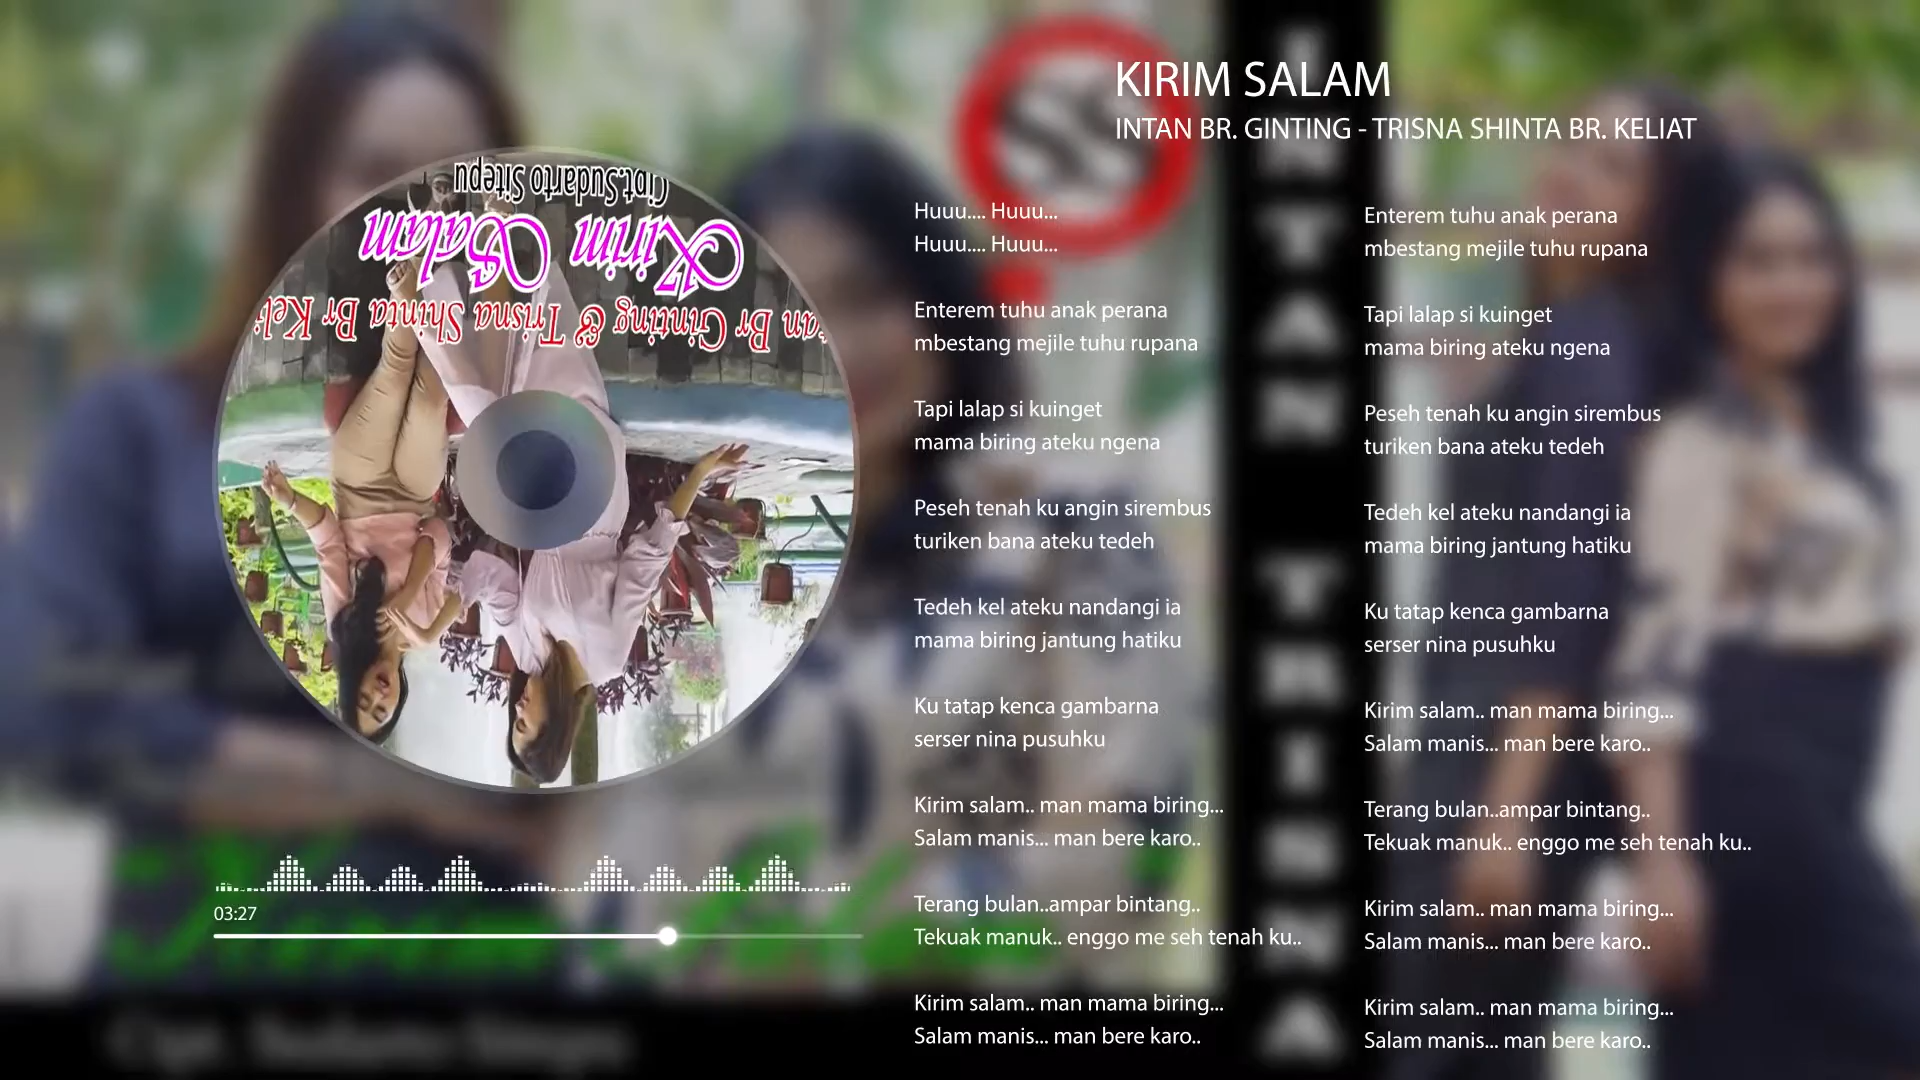 KIRIM SALAM
INTAN BR. GINTING - TRISNA SHINTA BR. KELIAT
Cipt.Sudarto Sitepu
Kirim Salam
an Br Ginting & Trisna Shinta Br Keli
03:27
Huuu.... Huuu...
Huuu.... Huuu...
Enterem tuhu anak perana
mbestang mejile tuhu rupana
Tapi lalap si kuinget
mama biring ateku ngena
Peseh tenah ku angin sirembus
turiken bana ateku tedeh
Tedeh kel ateku nandangi ia
mama biring jantung hatiku
Ku tatap kenca gambarna
serser nina pusuhku
Kirim salam.. man mama biring...
Salam manis... man bere karo..
Terang bulan..ampar bintang..
Tekuak manuk.. enggo me seh tenah ku..
Kirim salam.. man mama biring...
Salam manis... man bere karo..
Enterem tuhu anak perana
mbestang mejile tuhu rupana
Tapi lalap si kuinget
mama biring ateku ngena
Peseh tenah ku angin sirembus
turiken bana ateku tedeh
Tedeh kel ateku nandangi ia
mama biring jantung hatiku
Ku tatap kenca gambarna
serser nina pusuhku
Kirim salam.. man mama biring...
Salam manis... man bere karo..
Terang bulan..ampar bintang..
Tekuak manuk.. enggo me seh tenah ku..
Kirim salam.. man mama biring...
Salam manis... man bere karo..
Kirim salam.. man mama biring...
Salam manis... man bere karo..
INTAN TRISNA
Cipt. Sudarto Sitepu